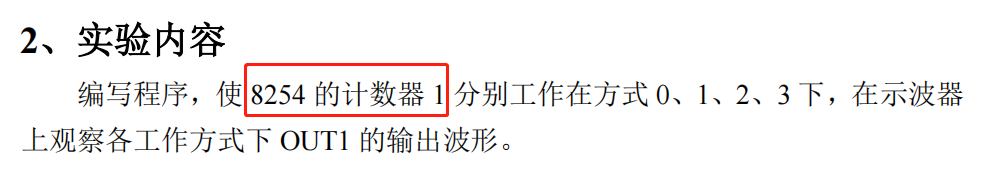 2、实验内容
编写程序，使 8254 的计数器 1 分别工作在方式 0、1、2、3 下，在示波器
上观察各工作方式下 OUT1 的输出波形。